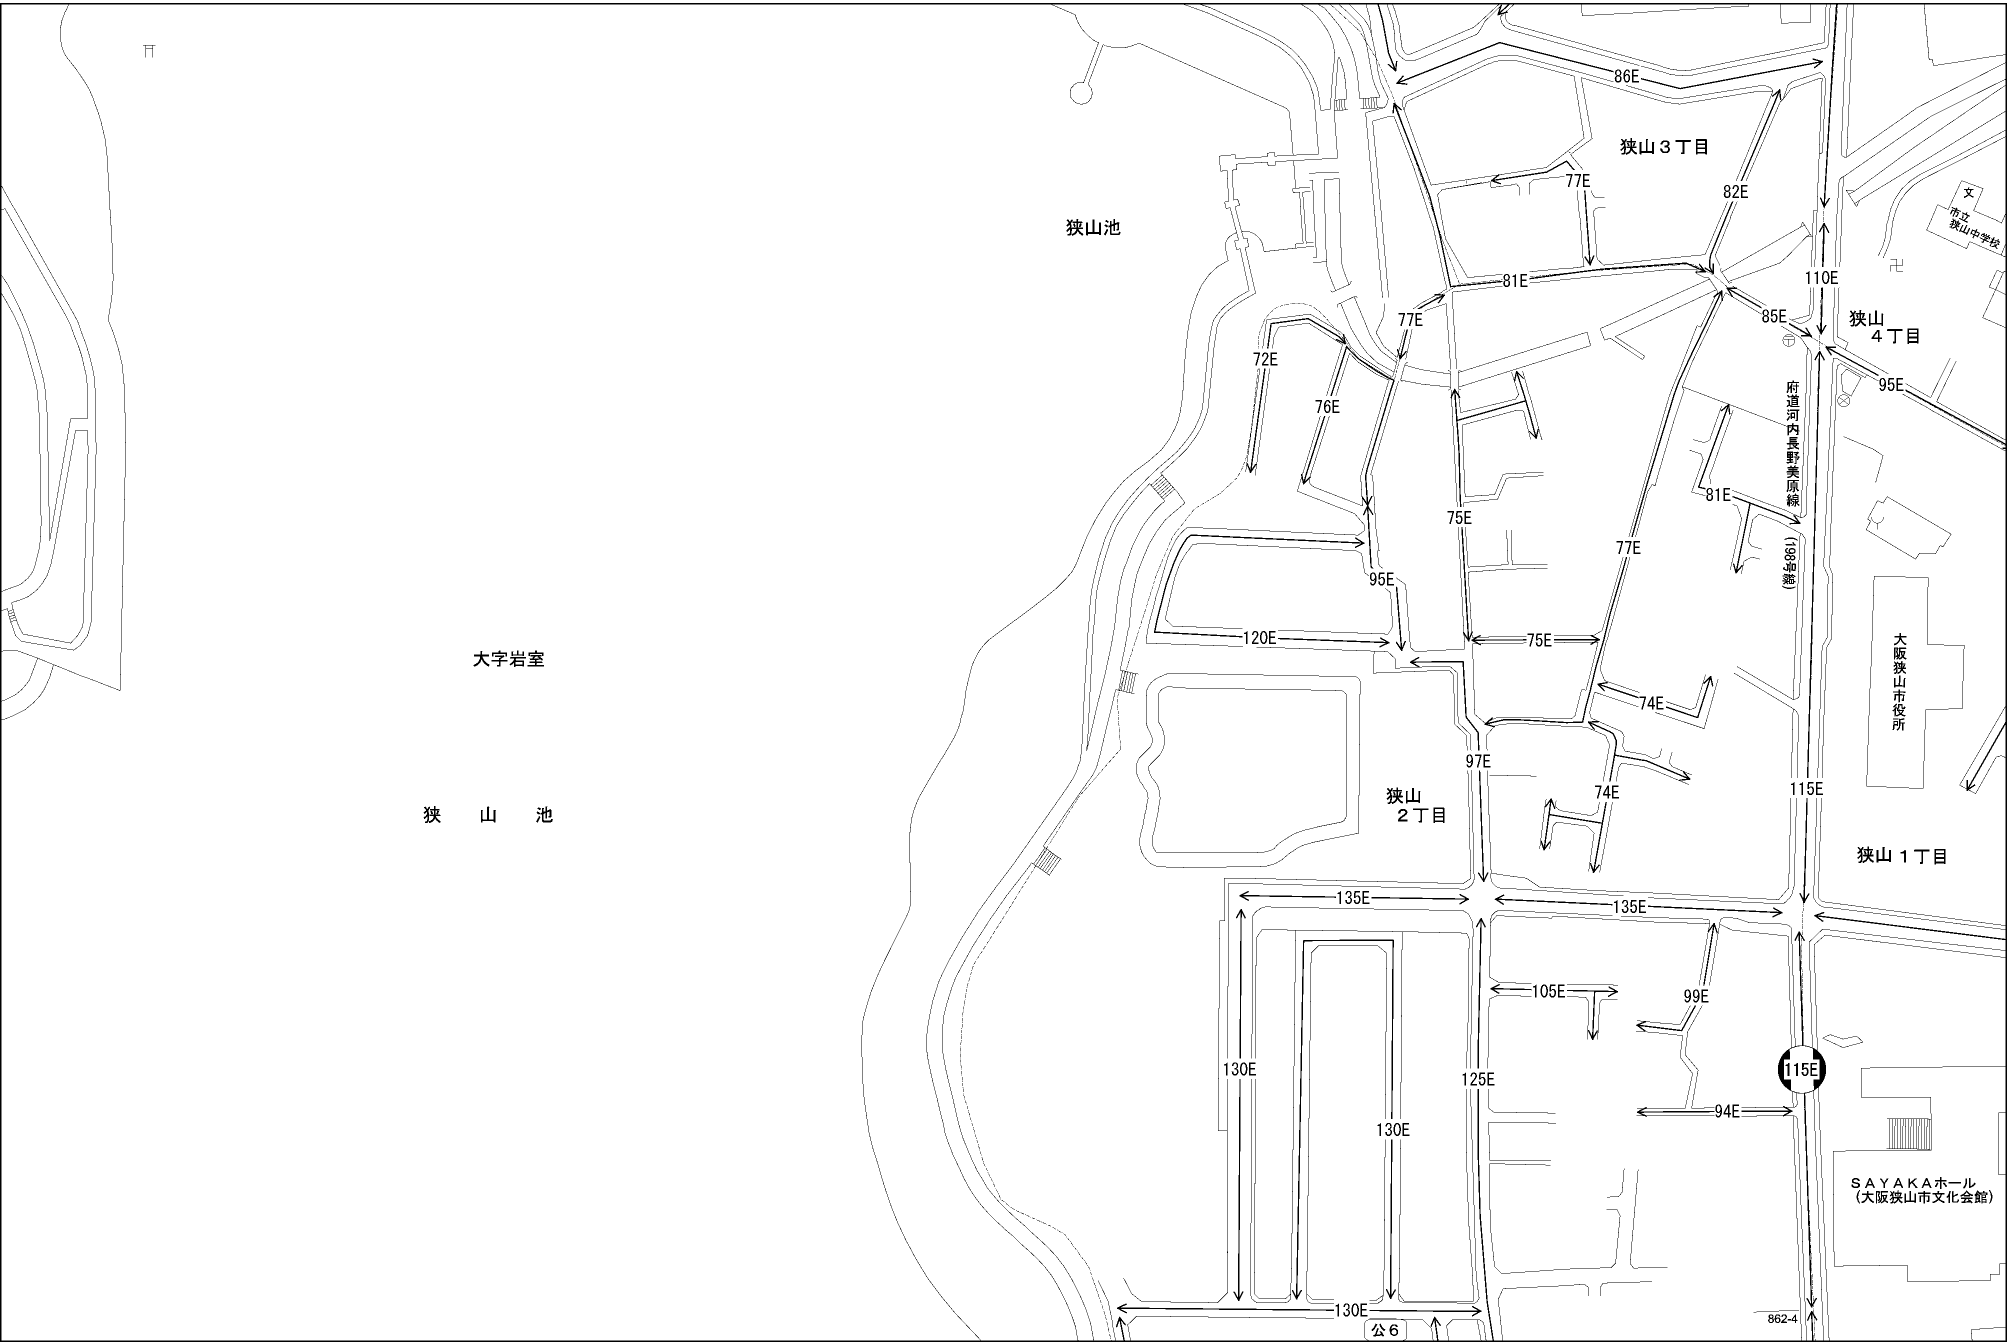 86E
狭山３丁目
77E
82E
文
市立
狭山中学校
狭山池
81E
110E
77E
85E
狭山
４丁目
72E
95E
76E
府道河内長野美原線
(198号線)
81E
75E
77E
95E
120E
75E
大字岩室
大阪狭山市役所
74E
97E
74E
115E
狭山
２丁目
狭山池
狭山１丁目
135E
135E
105E
99E
130E
125E
115E
94E
130E
ＳＡＹＡＫＡホール
（大阪狭山市文化会館）
130E
862-4
公６